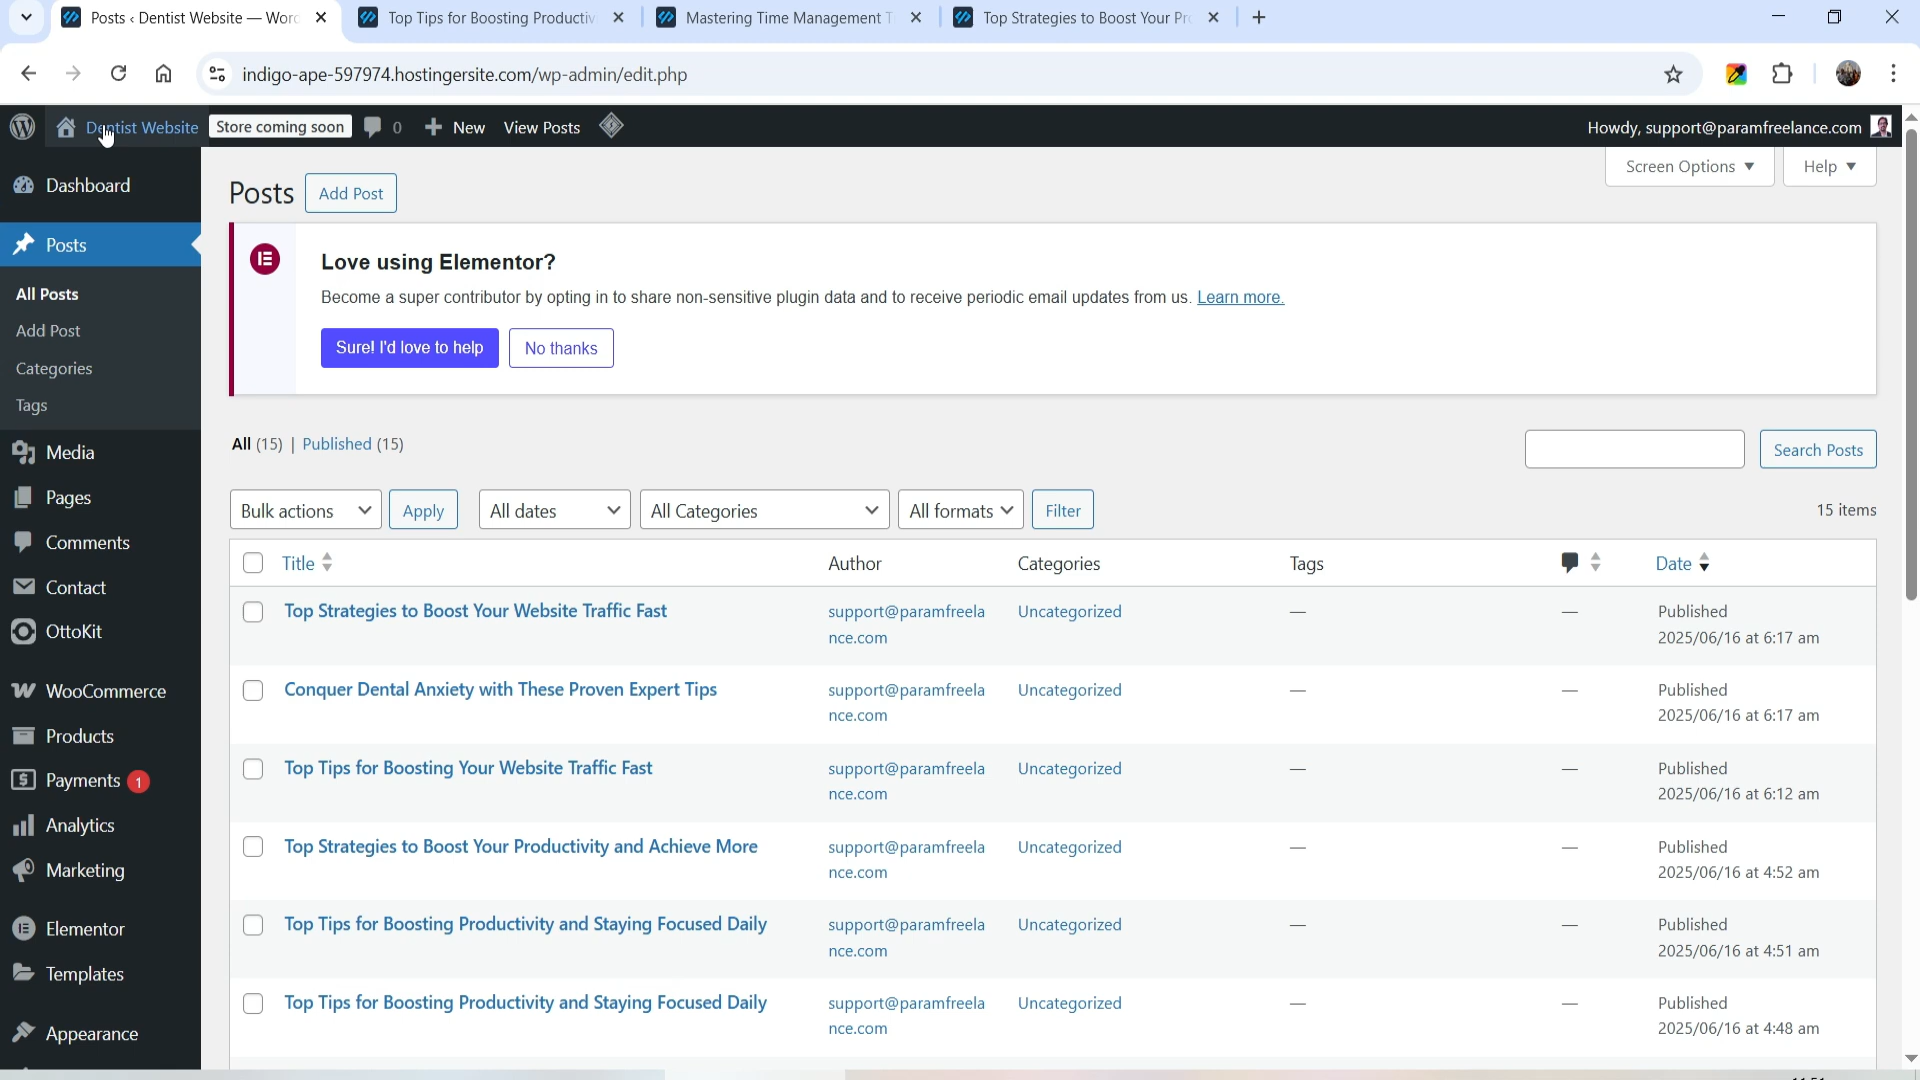 Posts ‹ Dentist Website — Word
Top Tips for Boosting Productiv
Mastering Time Management T
Top Strategies to Boost Your Pr
indigo-ape-597974.hostingersite.com/wp-admin/edit.php
Dentist Website
Store coming soon
0
New
View Posts
Howdy, support@paramfreelance.com
Dashboard
Posts
All Posts
Add Post
Categories
Tags
Media
Pages
Comments
Contact
OttoKit
WooCommerce
Products
Payments 1
Analytics
Marketing
Elementor
Templates
Appearance
Screen Options
Help
Posts
Add Post
Love using Elementor?
Become a super contributor by opting in to share non-sensitive plugin data and to receive periodic email updates from us. Learn more.
Sure! I'd love to help
No thanks
All (15) | Published (15)
Search Posts
Bulk actions
Apply
All dates
All Categories
All formats
Filter
15 items
Title
Author
Categories
Tags
Date
Top Strategies to Boost Your Website Traffic Fast
support@paramfreela
nce.com
Uncategorized
—
—
Published
2025/06/16 at 6:17 am
Conquer Dental Anxiety with These Proven Expert Tips
support@paramfreela
nce.com
Uncategorized
—
—
Published
2025/06/16 at 6:17 am
Top Tips for Boosting Your Website Traffic Fast
support@paramfreela
nce.com
Uncategorized
—
—
Published
2025/06/16 at 6:12 am
Top Strategies to Boost Your Productivity and Achieve More
support@paramfreela
nce.com
Uncategorized
—
—
Published
2025/06/16 at 4:52 am
Top Tips for Boosting Productivity and Staying Focused Daily
support@paramfreela
nce.com
Uncategorized
—
—
Published
2025/06/16 at 4:51 am
Top Tips for Boosting Productivity and Staying Focused Daily
support@paramfreela
nce.com
Uncategorized
—
—
Published
2025/06/16 at 4:48 am